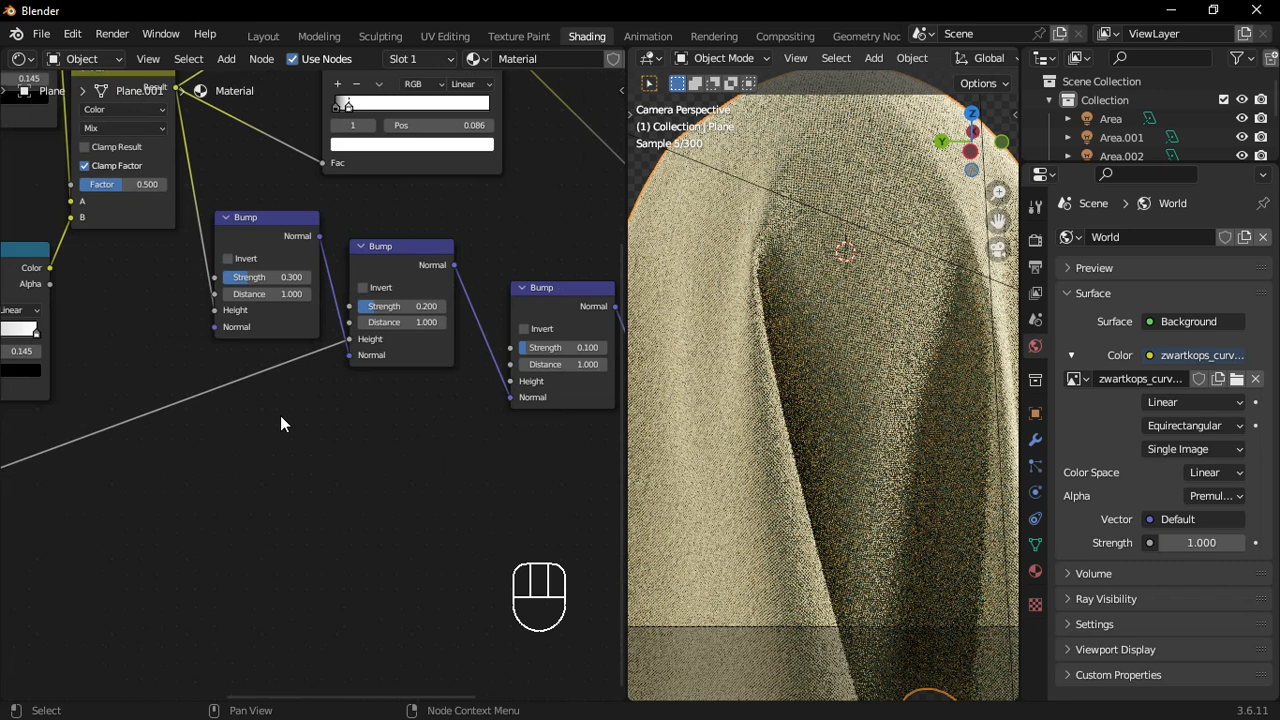 Blender
File Edit Render Window Help
Layout Modeling Sculpting UV Editing Texture Paint Shading Animation Rendering Compositing Geometry Noc
Scene
ViewLayer
Object View Select Add Node Use Nodes Slot 1 Material
Object Mode View Select Add Object Global
Options
Plane Plane.001 Material
0.145
Result
Color
Mix
Clamp Result
Clamp Factor
Factor 0.500
A
B
Color
Alpha
Linear
0.145
RGB Linear
1 Pos 0.086
Fac
Bump
Normal
Invert
Strength 0.300
Distance 1.000
Height
Normal
Bump
Normal
Invert
Strength 0.200
Distance 1.000
Height
Normal
Bump
Normal
Invert
Strength 0.100
Distance 1.000
Height
Normal
Camera Perspective
(1) Collection | Plane
Sample 5/300
Z
Y
Scene Collection
Collection
Area
Area.001
Area.002
Scene World
World
Preview
Surface
Surface Background
Color zwartkops_curv...
zwartkops_curv...
Linear
Equirectangular
Single Image
Color Space Linear
Alpha Premul...
Vector Default
Strength 1.000
Volume
Ray Visibility
Settings
Viewport Display
Custom Properties
Select Pan View Node Context Menu 3.6.11